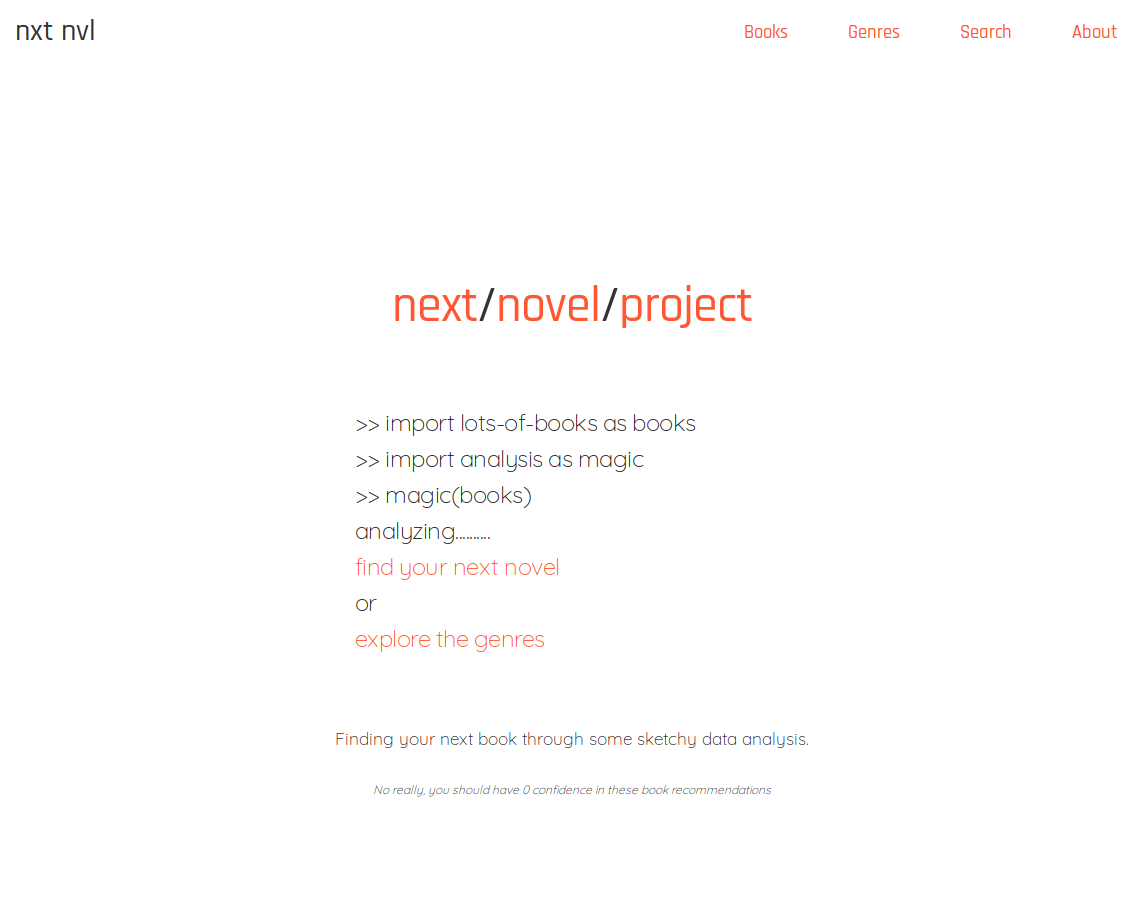 nxt nvl Books Genres Search About
next/novel/project
>> import lots-of-books as books
>> import analysis as magic
>> magic(books)
analyzing..........
find your next novel
or
explore the genres
Finding your next book through some sketchy data analysis.
No really, you should have 0 confidence in these book recommendations